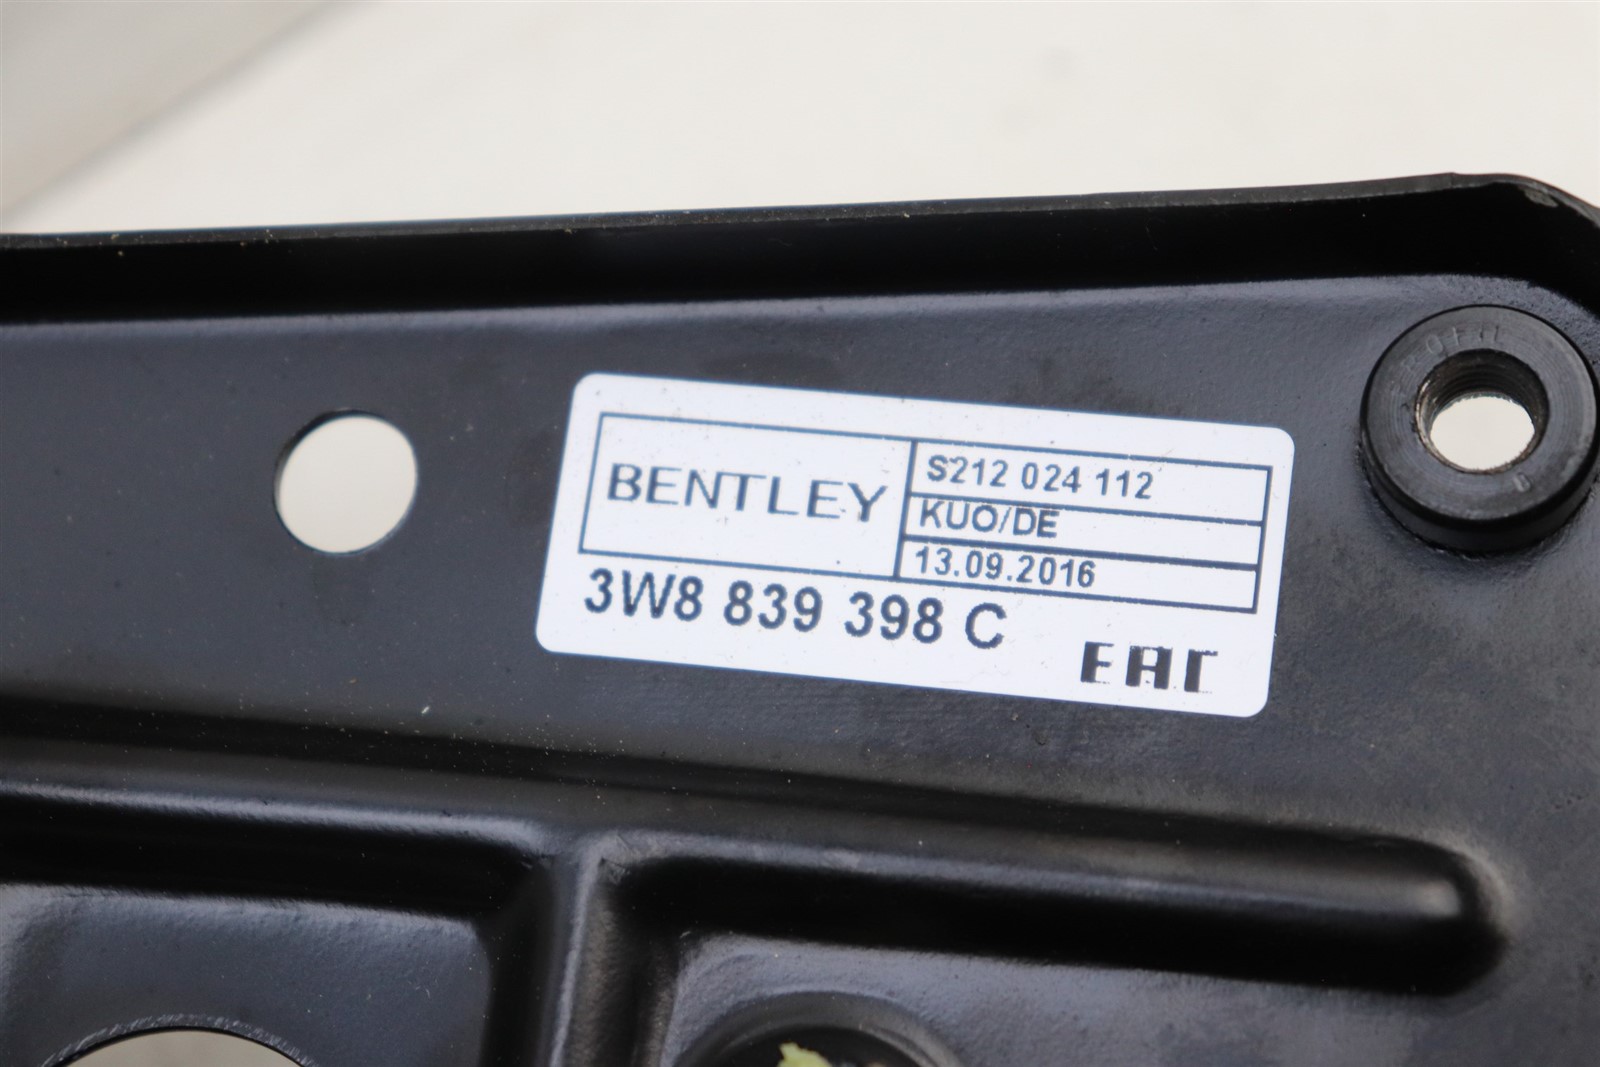 BENTLEY
S212 024 112
KUO/DE
13.09.2016
3W8 839 398 C
EAC